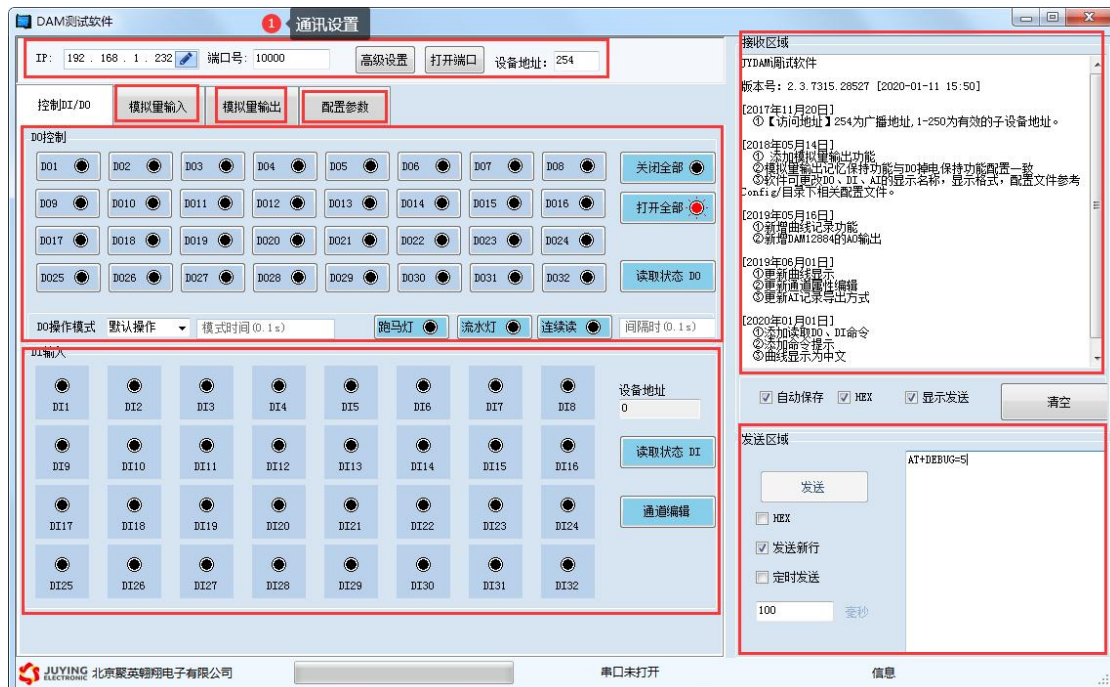 DAM测试软件
1 通讯设置
IP: 192 . 168 . 1 . 232 端口号: 10000 高级设置 打开端口 设备地址: 254
控制DI/DO 模拟量输入 模拟量输出 配置参数
DO控制
DO1 DO2 DO3 DO4 DO5 DO6 DO7 DO8 关闭全部
DO9 DO10 DO11 DO12 DO13 DO14 DO15 DO16 打开全部
DO17 DO18 DO19 DO20 DO21 DO22 DO23 DO24
DO25 DO26 DO27 DO28 DO29 DO30 DO31 DO32 读取状态 DO
DO操作模式 默认操作 模式时间(0.1s) 跑马灯 流水灯 连续读 间隔时(0.1s)
DI输入
DI1 DI2 DI3 DI4 DI5 DI6 DI7 DI8
设备地址
0
DI9 DI10 DI11 DI12 DI13 DI14 DI15 DI16 读取状态 DI
DI17 DI18 DI19 DI20 DI21 DI22 DI23 DI24 通道编辑
DI25 DI26 DI27 DI28 DI29 DI30 DI31 DI32
接收区域
JYDAM调试软件
版本号: 2.3.7315.28527 [2020-01-11 15:50]
[2017年11月20日]
①【访问地址】254为广播地址,1-250为有效的子设备地址。
[2018年05月14日]
① 添加模拟量输出功能
②模拟量输出记忆保持功能与DO掉电保持功能配置一致
③软件可更改DO、DI、AI的显示名称，显示格式，配置文件参考
Config/目录下相关配置文件。
[2019年05月16日]
①新增曲线记录功能
②新增DAM12884的AO输出
[2019年06月01日]
①更新曲线显示
②更新通道属性编辑
③更新AI记录导出方式
[2020年01月01日]
①添加读取DO、DI命令
②添加命令提示
③曲线显示为中文
自动保存 HEX 显示发送 清空
发送区域
AT+DEBUG=5
发送
HEX
发送新行
定时发送
100 毫秒
JUYING ELECTRONIC 北京聚英翱翔电子有限公司 串口未打开 信息